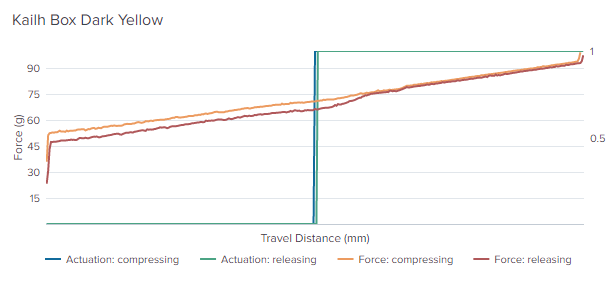 Kailh Box Dark Yellow
1
90
75
60
0.5
45
30
15
Force (g)
Travel Distance (mm)
Actuation: compressing
Actuation: releasing
Force: compressing
Force: releasing